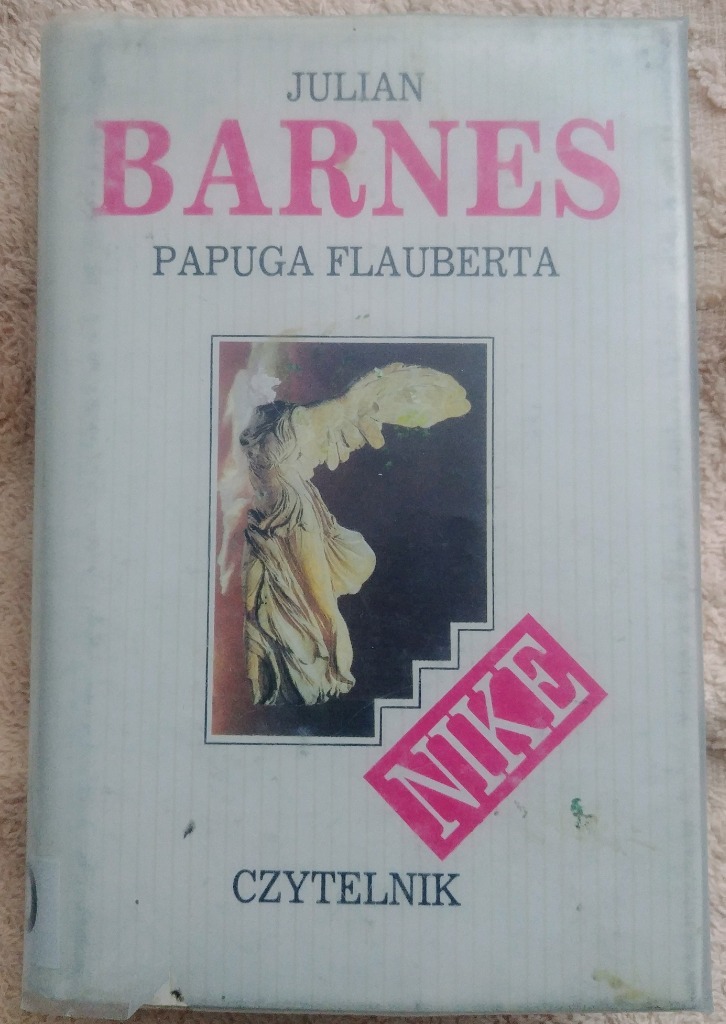 JULIAN
BARNES
PAPUGA FLAUBERTA
NIKE
CZYTELNIK